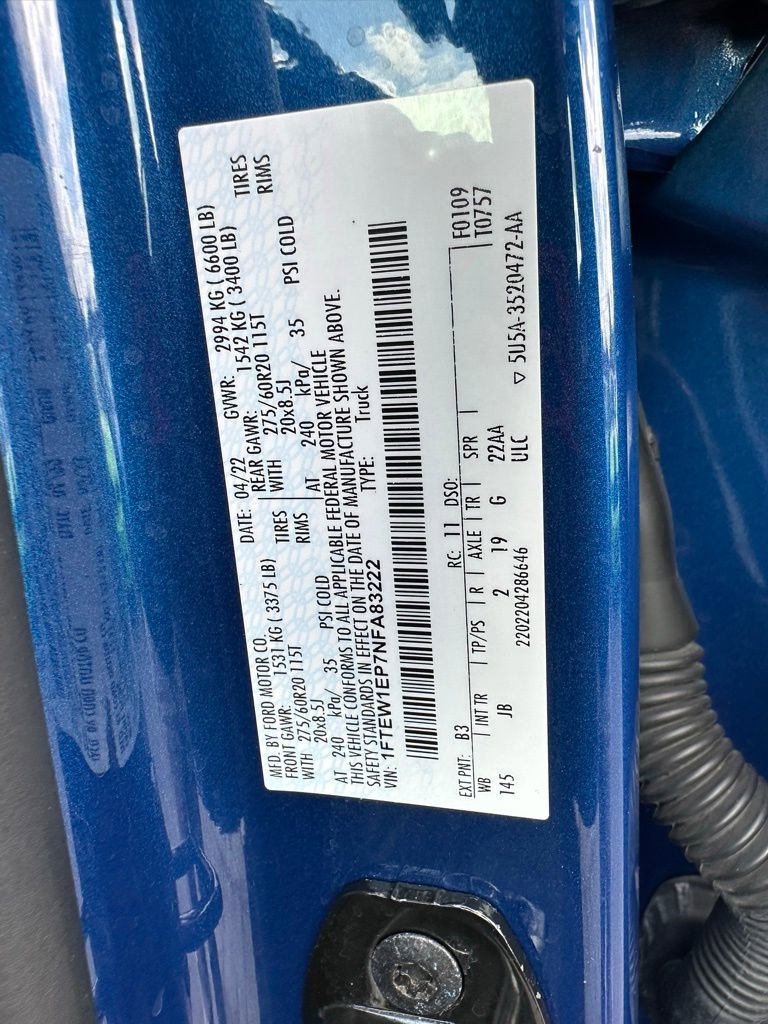 MFD. BY FORD MOTOR CO.
DATE: 04/22 GVWR: 2994 KG ( 6600 LB)
FRONT GAWR: 1531 KG ( 3375 LB) REAR GAWR: 1542 KG ( 3400 LB)
WITH 275/60R20 115T TIRES WITH 275/60R20 115T TIRES
20x8.5J RIMS 20x8.5J RIMS
AT 240 kPa/ 35 PSI COLD AT 240 kPa/ 35 PSI COLD
THIS VEHICLE CONFORMS TO ALL APPLICABLE FEDERAL MOTOR VEHICLE
SAFETY STANDARDS IN EFFECT ON THE DATE OF MANUFACTURE SHOWN ABOVE.
VIN: 1FTEW1EP7NFA83222 TYPE: Truck
EXT PNT: B3 RC: 11 DSO: F0109
WB INT TR TP/PS R AXLE TR SPR T0757
145 JB 2 19 G 22AA
2202204286646 ULC
▽ 5U5A-3520472-AA